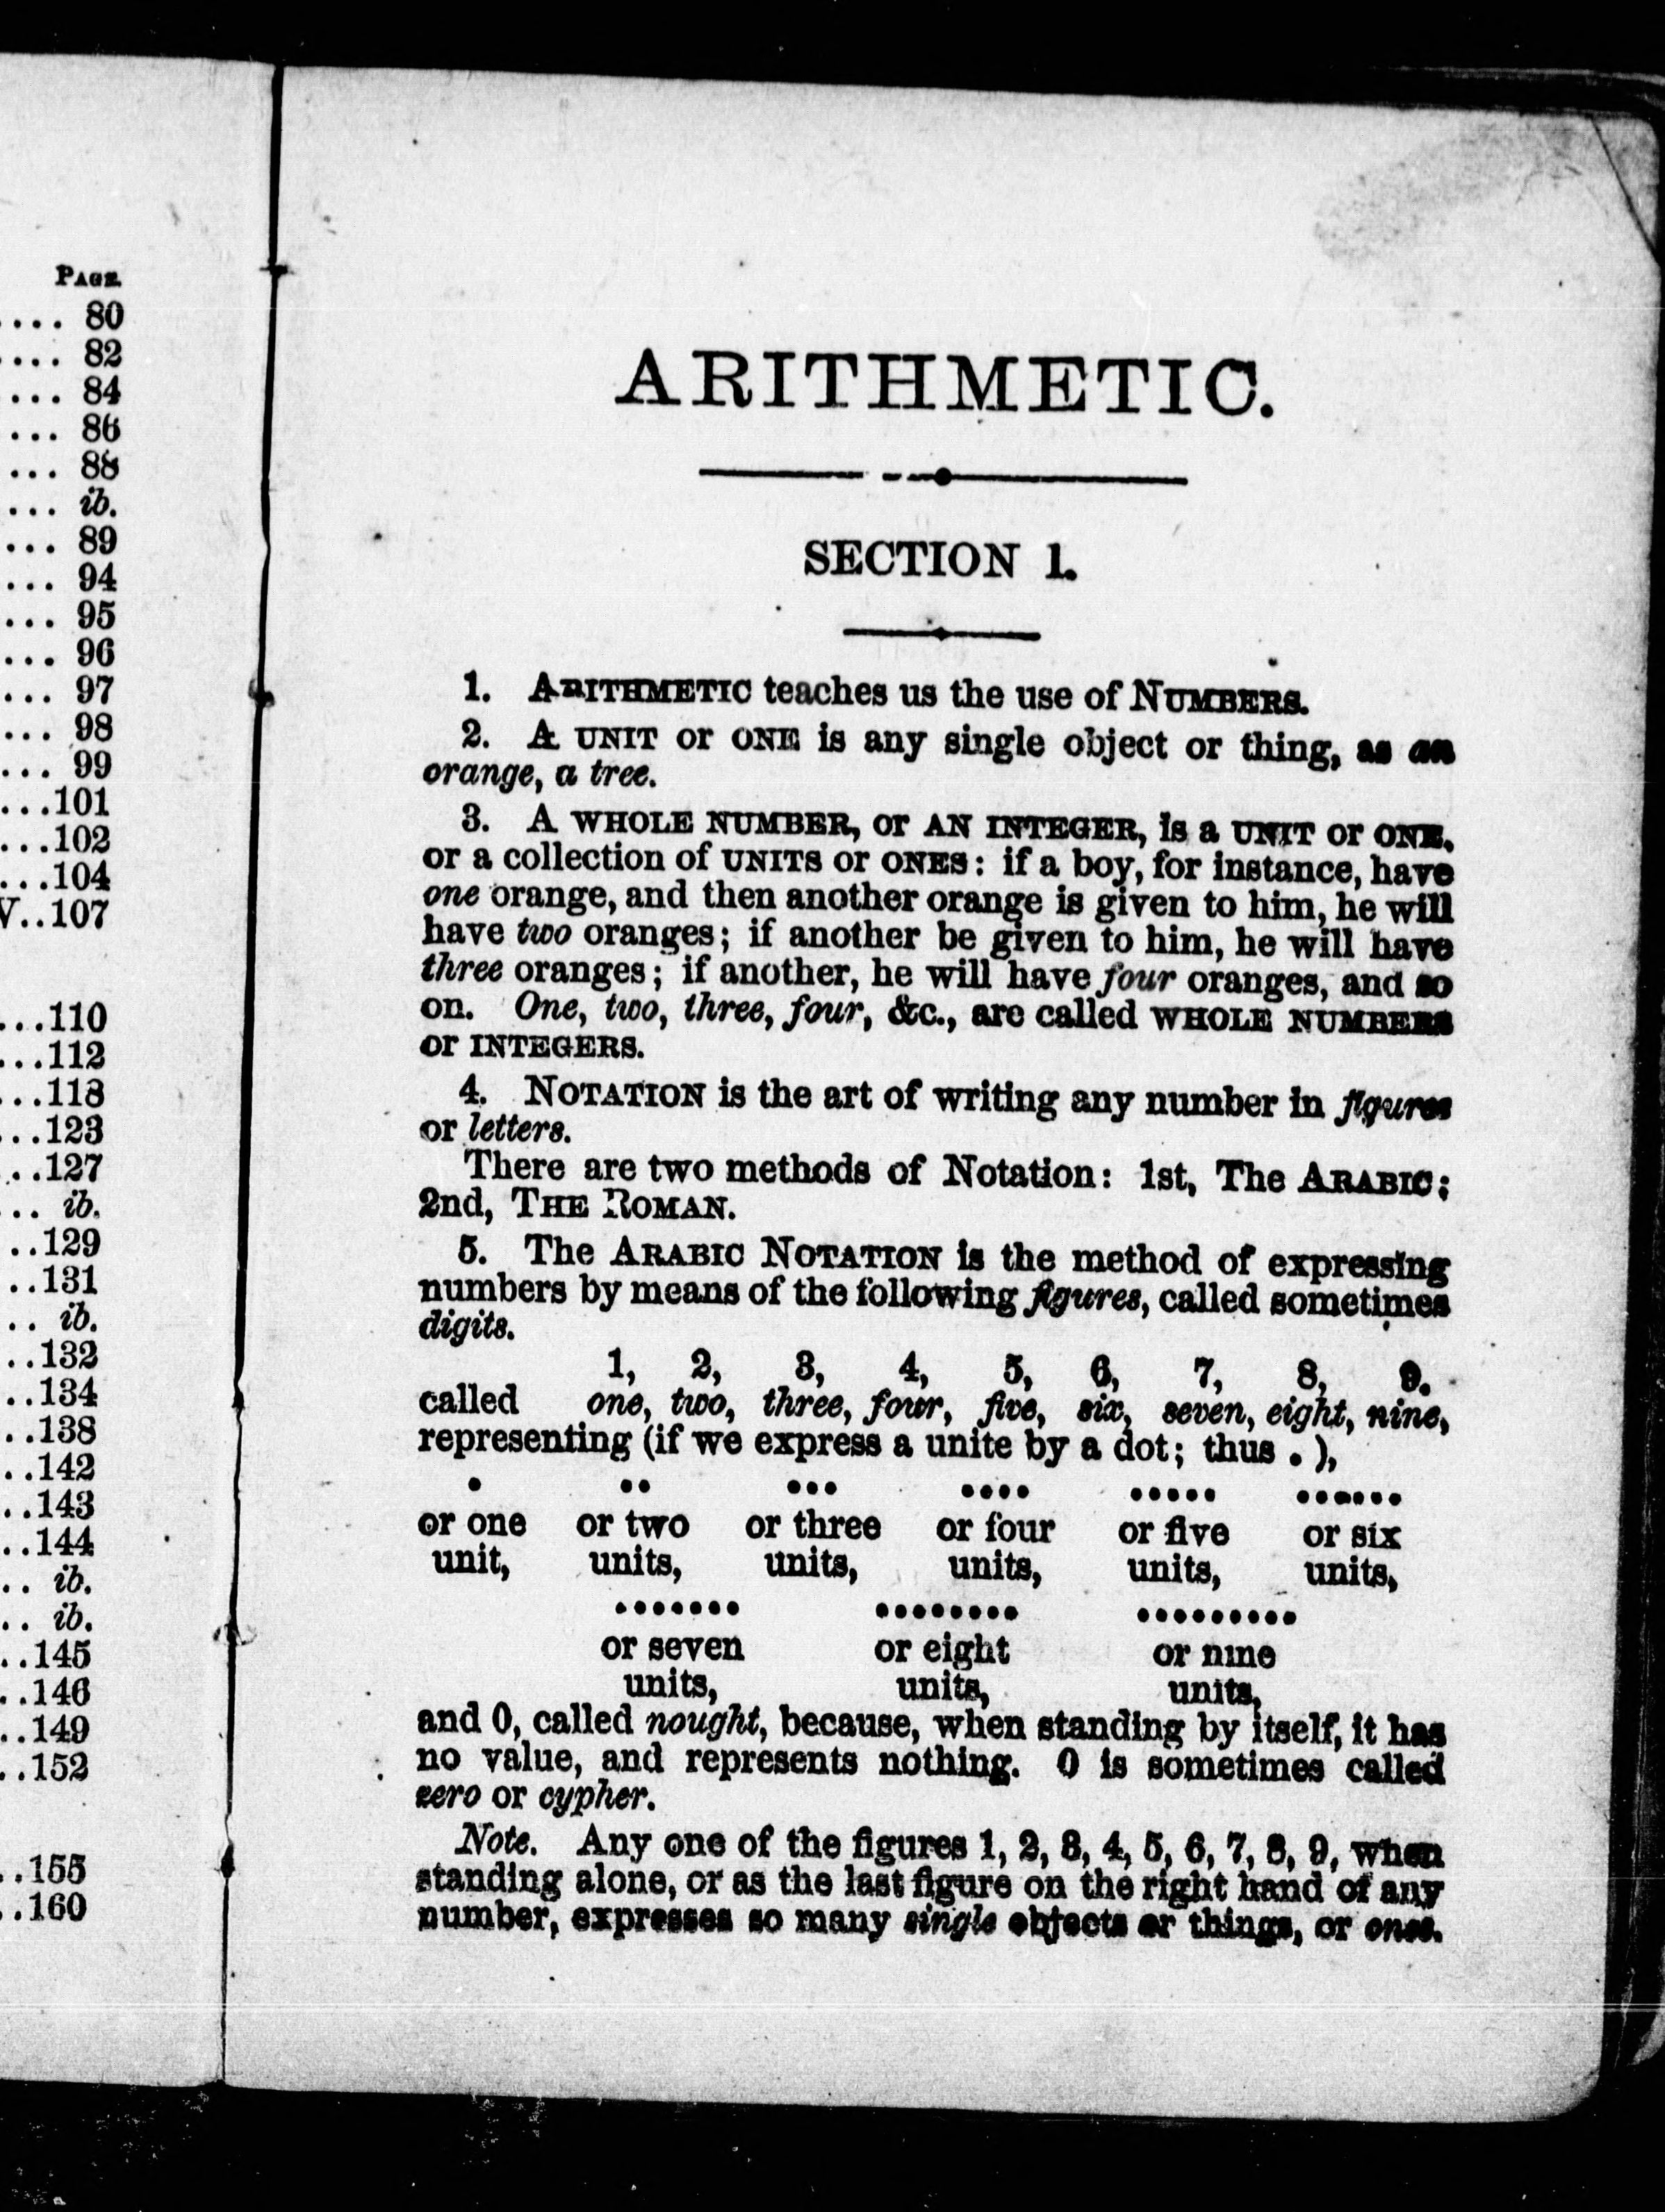 PAGE.
.... 80
.... 82
... 84
... 86
... 88
... ib.
... 89
... 94
... 95
... 96
... 97
... 98
... 99
...101
...102
...104
V..107
...110
...112
...113
...123
...127
... ib.
..129
..131
.. ib.
..132
..134
..138
..142
..143
..144
.. ib.
.. ib.
..145
..146
..149
..152
..155
..160
ARITHMETIC.
SECTION 1.
1. ARITHMETIC teaches us the use of NUMBERS.
2. A UNIT or ONE is any single object or thing, as an
orange, a tree.
3. A WHOLE NUMBER, or AN INTEGER, is a UNIT or ONE,
or a collection of UNITS or ONES: if a boy, for instance, have
one orange, and then another orange is given to him, he will
have two oranges; if another be given to him, he will have
three oranges; if another, he will have four oranges, and so
on. One, two, three, four, &c., are called WHOLE NUMBERS
or INTEGERS.
4. NOTATION is the art of writing any number in figures
or letters.
There are two methods of Notation: 1st, The ARABIC;
2nd, THE ROMAN.
5. The ARABIC NOTATION is the method of expressing
numbers by means of the following figures, called sometimes
digits.
1, 2, 3, 4, 5, 6, 7, 8, 9.
called one, two, three, four, five, six, seven, eight, nine,
representing (if we express a unite by a dot; thus . ),
• •• ••• •••• ••••• ••••••
or one or two or three or four or five or six
unit, units, units, units, units, units,
••••••• •••••••• •••••••••
or seven or eight or nine
units, units, units,
and 0, called nought, because, when standing by itself, it has
no value, and represents nothing. 0 is sometimes called
zero or cypher.
Note. Any one of the figures 1, 2, 3, 4, 5, 6, 7, 8, 9, when
standing alone, or as the last figure on the right hand of any
number, expresses so many single objects or things, or ones.